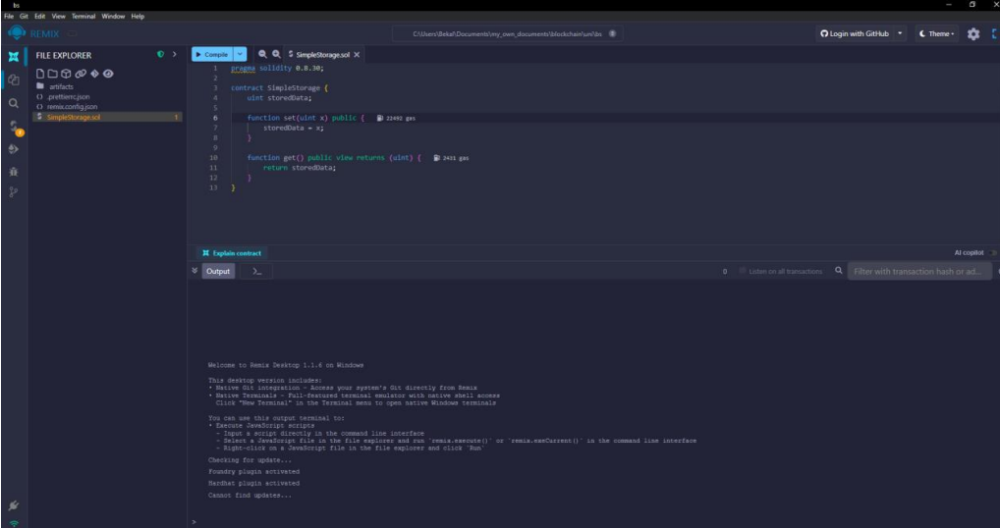 bs
File Git Edit View Terminal Window Help
REMIX
C:\Users\Bekal\Documents\my_own_documents\blockchain\uni\bs
Login with GitHub
Theme
FILE EXPLORER
artifacts
.prettierrc.json
remix.config.json
SimpleStorage.sol 1
Compile
SimpleStorage.sol
1 pragma solidity 0.8.30;
2
3 contract SimpleStorage {
4 uint storedData;
5
6 function set(uint x) public { 22492 gas
7 storedData = x;
8 }
9
10 function get() public view returns (uint) { 2431 gas
11 return storedData;
12 }
13 }
Explain contract
AI copilot
Output >_
0 Listen on all transactions
Filter with transaction hash or ad...
Welcome to Remix Desktop 1.1.6 on Windows
This desktop version includes:
• Native Git integration - Access your system's Git directly from Remix
• Native Terminals - Full-featured terminal emulator with native shell access
Click "New Terminal" in the Terminal menu to open native Windows terminals
You can use this output terminal to:
• Execute JavaScript scripts
- Input a script directly in the command line interface
- Select a JavaScript file in the file explorer and run `remix.execute()` or `remix.exeCurrent()` in the command line interface
- Right-click on a JavaScript file in the file explorer and click `Run`
Checking for update...
Foundry plugin activated
Hardhat plugin activated
Cannot find updates...
>